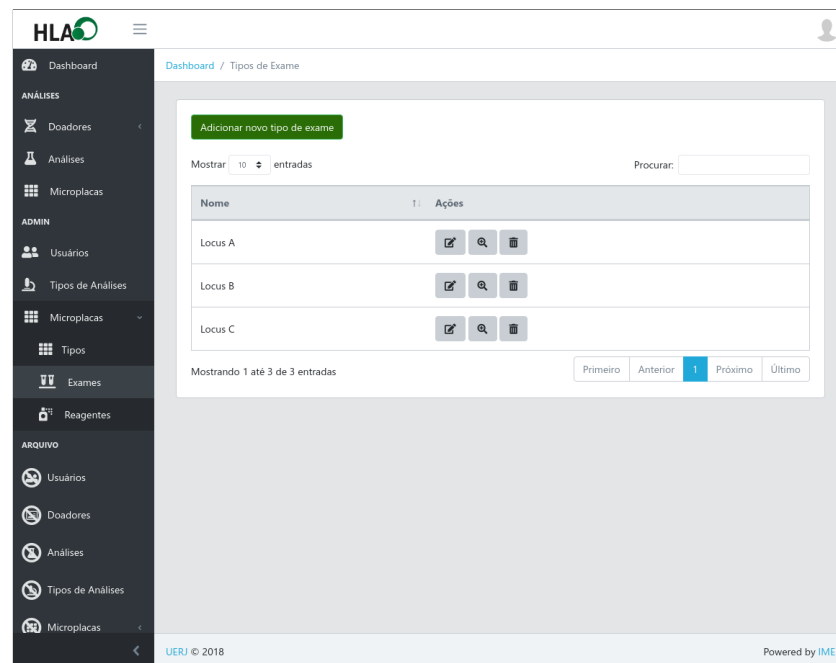 HLA
Dashboard
ANÁLISES
Doadores
Análises
Microplacas
ADMIN
Usuários
Tipos de Análises
Microplacas
Tipos
Exames
Reagentes
ARQUIVO
Usuários
Doadores
Análises
Tipos de Análises
Microplacas
Dashboard / Tipos de Exame
Adicionar novo tipo de exame
Mostrar 10 entradas
Procurar:
Nome Ações
Locus A
Locus B
Locus C
Mostrando 1 até 3 de 3 entradas
Primeiro Anterior 1 Próximo Último
UERJ © 2018
Powered by IME